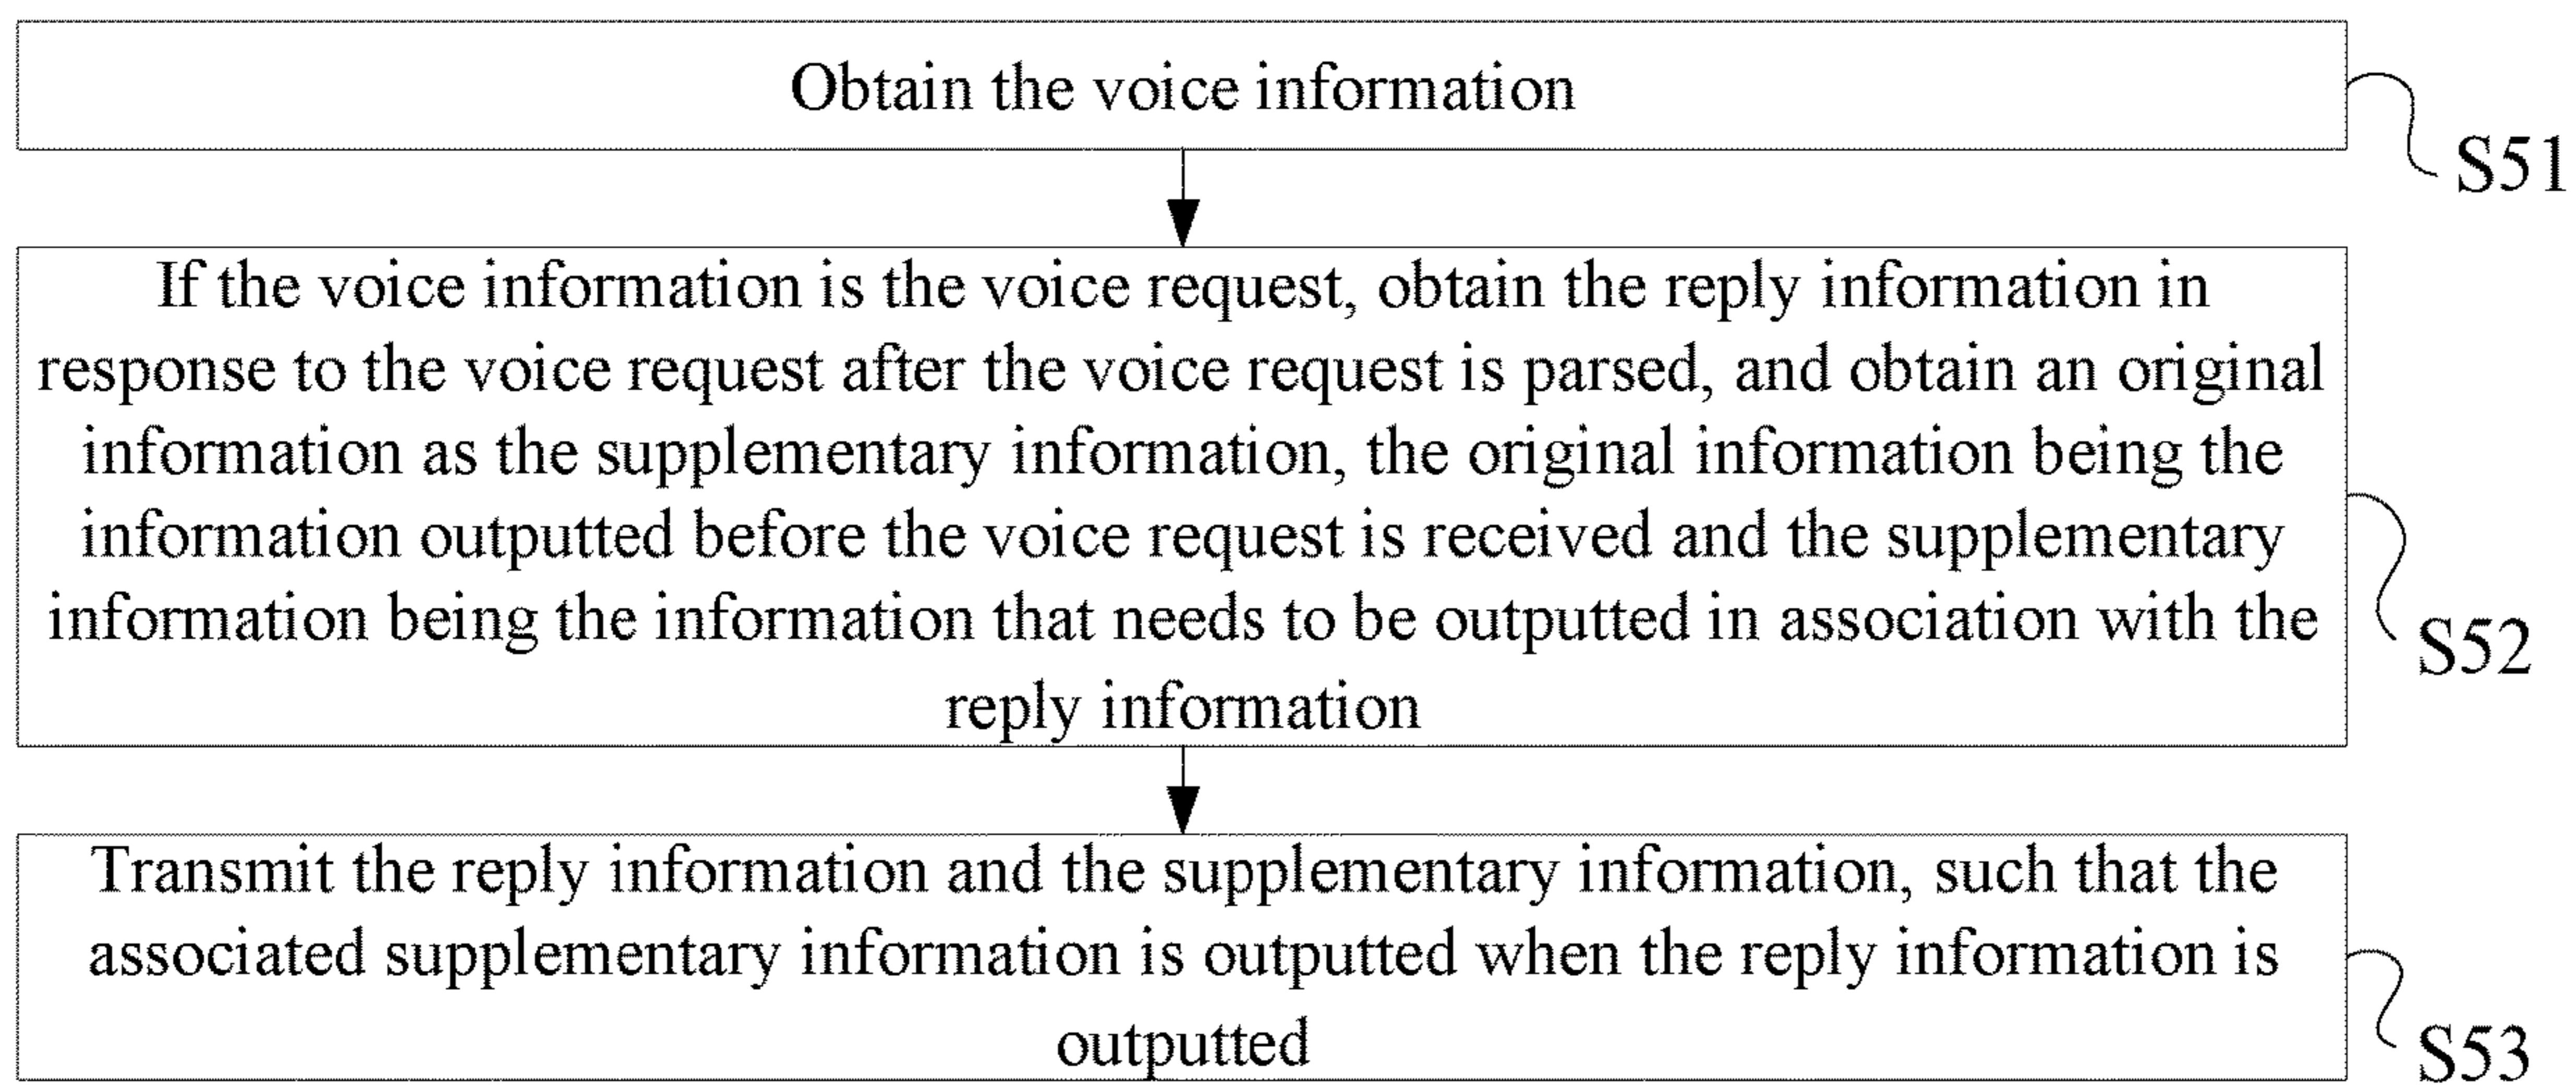 Obtain the voice information
S51
If the voice information is the voice request, obtain the reply information in
response to the voice request after the voice request is parsed, and obtain an original
information as the supplementary information, the original information being the
information outputted before the voice request is received and the supplementary
information being the information that needs to be outputted in association with the
reply information
S52
Transmit the reply information and the supplementary information, such that the
associated supplementary information is outputted when the reply information is
outputted
S53